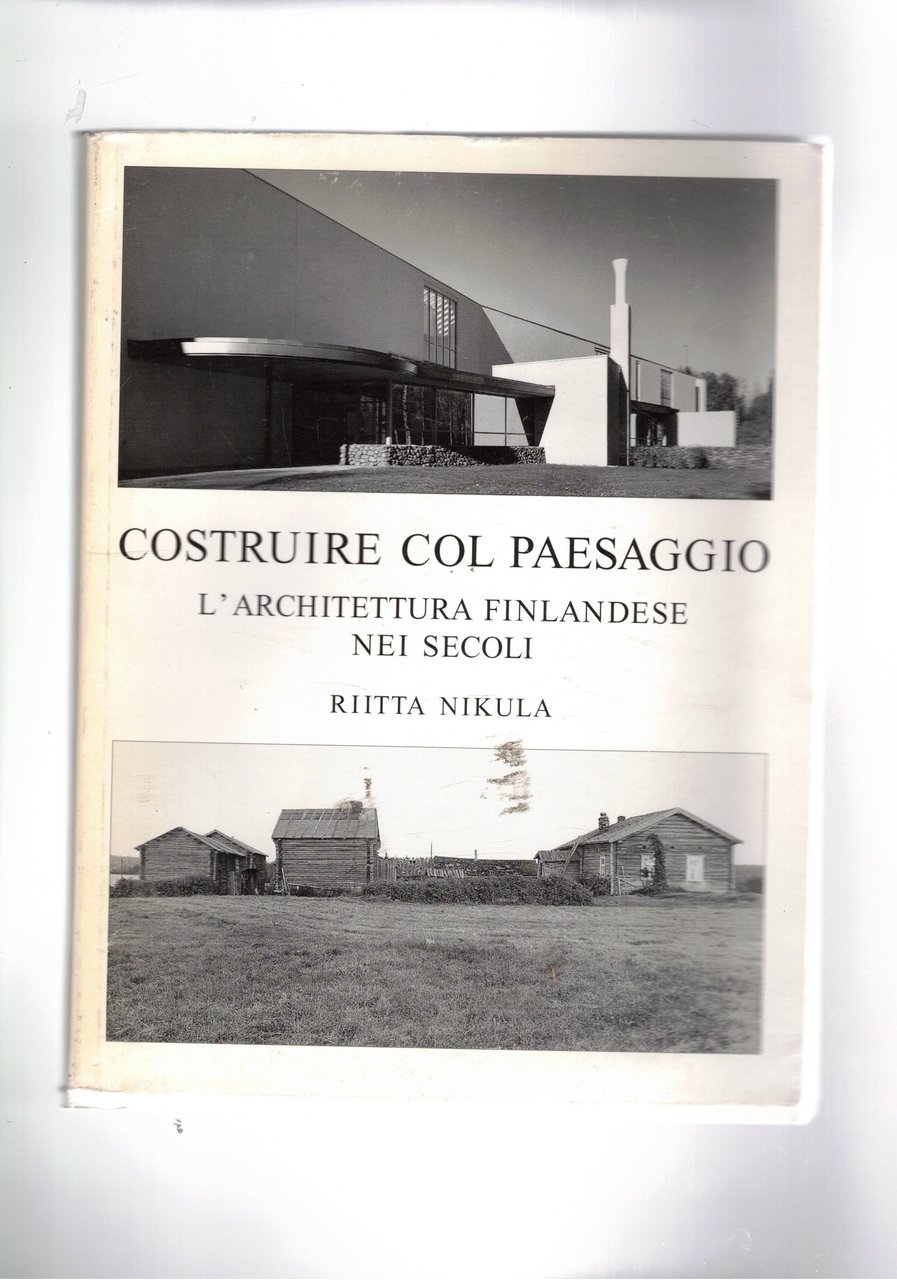 COSTRUIRE COL PAESAGGIO
L'ARCHITETTURA FINLANDESE
NEI SECOLI
RIITTA NIKULA